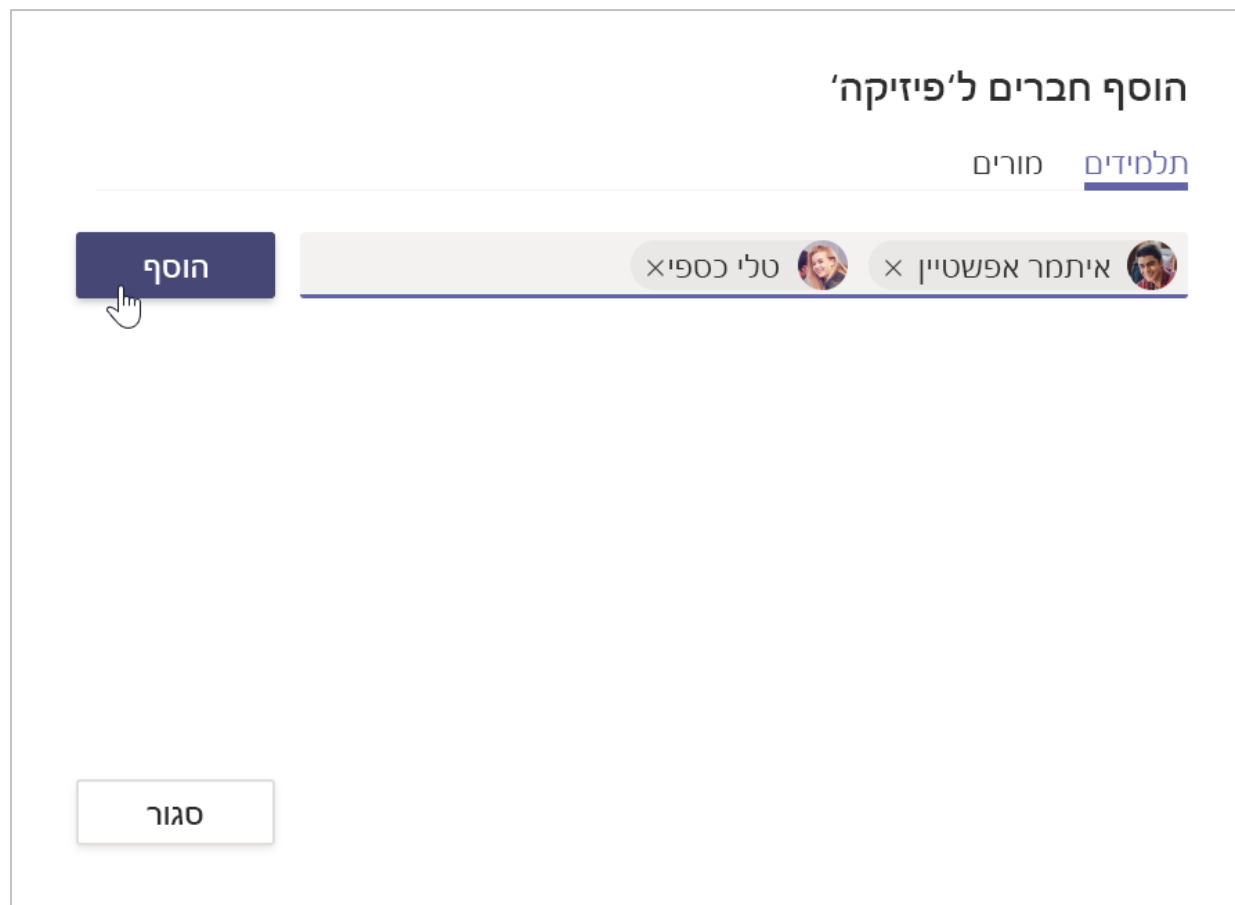 הוסף חברים ל'פיזיקה'
תלמידים מורים
איתמר אפשטיין × טלי כספי× הוסף
סגור